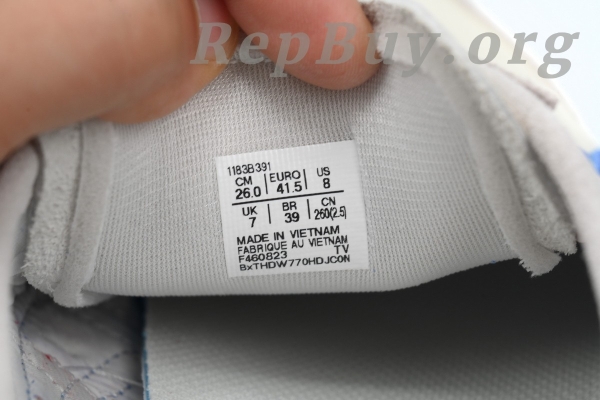 RepBuy.org
1183B391
CM EURO US
26.0 41.5 8
UK BR CN
7 39 260(2.5)
MADE IN VIETNAM
FABRIQUE AU VIETNAM
F460823 TV
BxTHDW770HDJCON